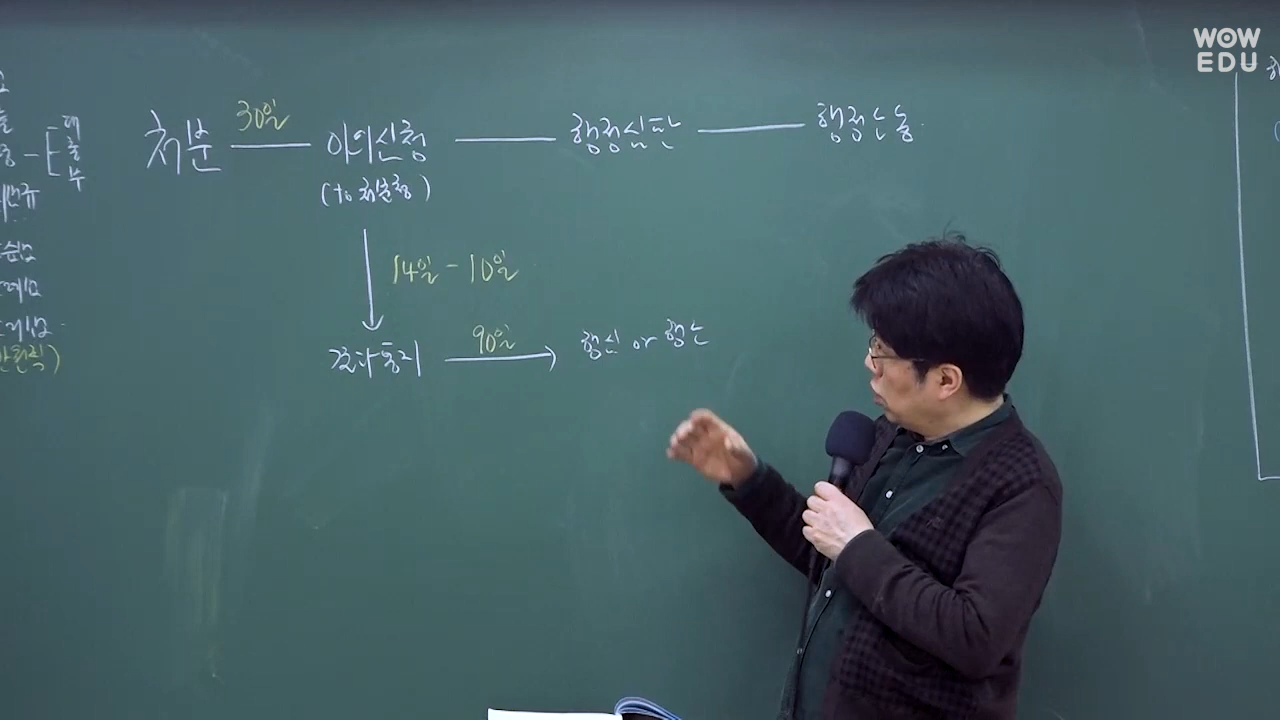 WOW
EDU
처분 30일 이의신청 행정심판 행정소송
(to 처분청)
14일 - 10일
결과통지 90일 행심 or 행소